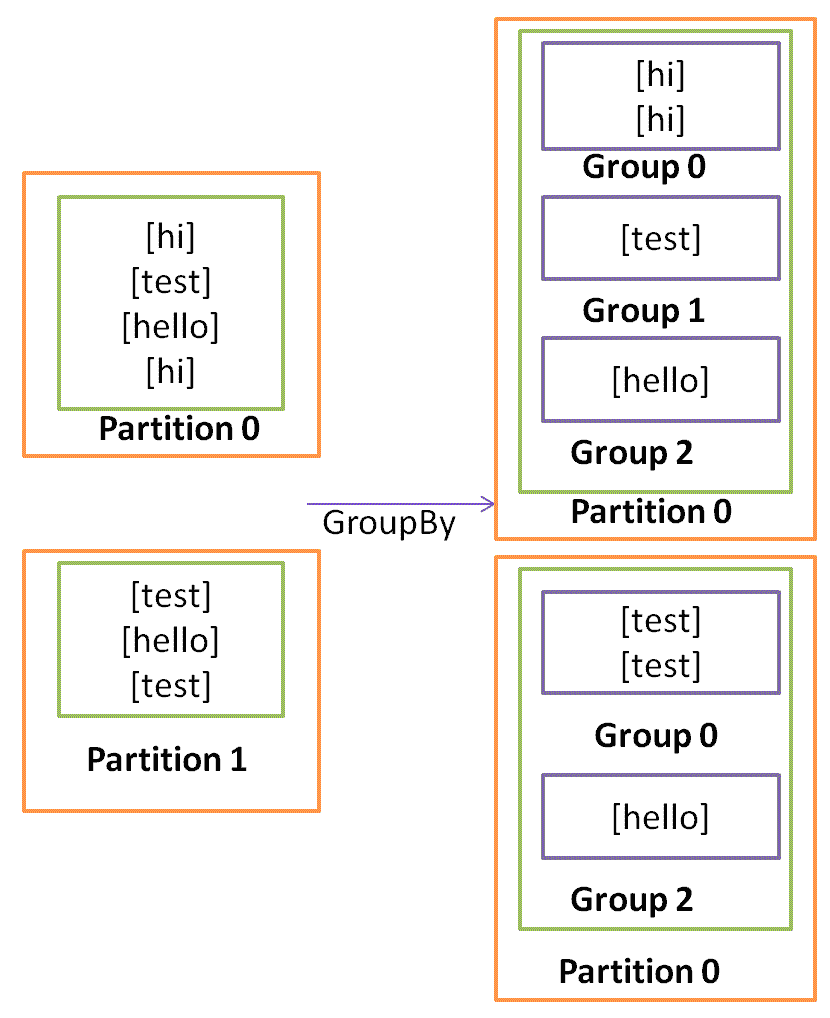 [hi]
[test]
[hello]
[hi]
Partition 0
[test]
[hello]
[test]
Partition 1
GroupBy
[hi]
[hi]
Group 0
[test]
Group 1
[hello]
Group 2
Partition 0
[test]
[test]
Group 0
[hello]
Group 2
Partition 0